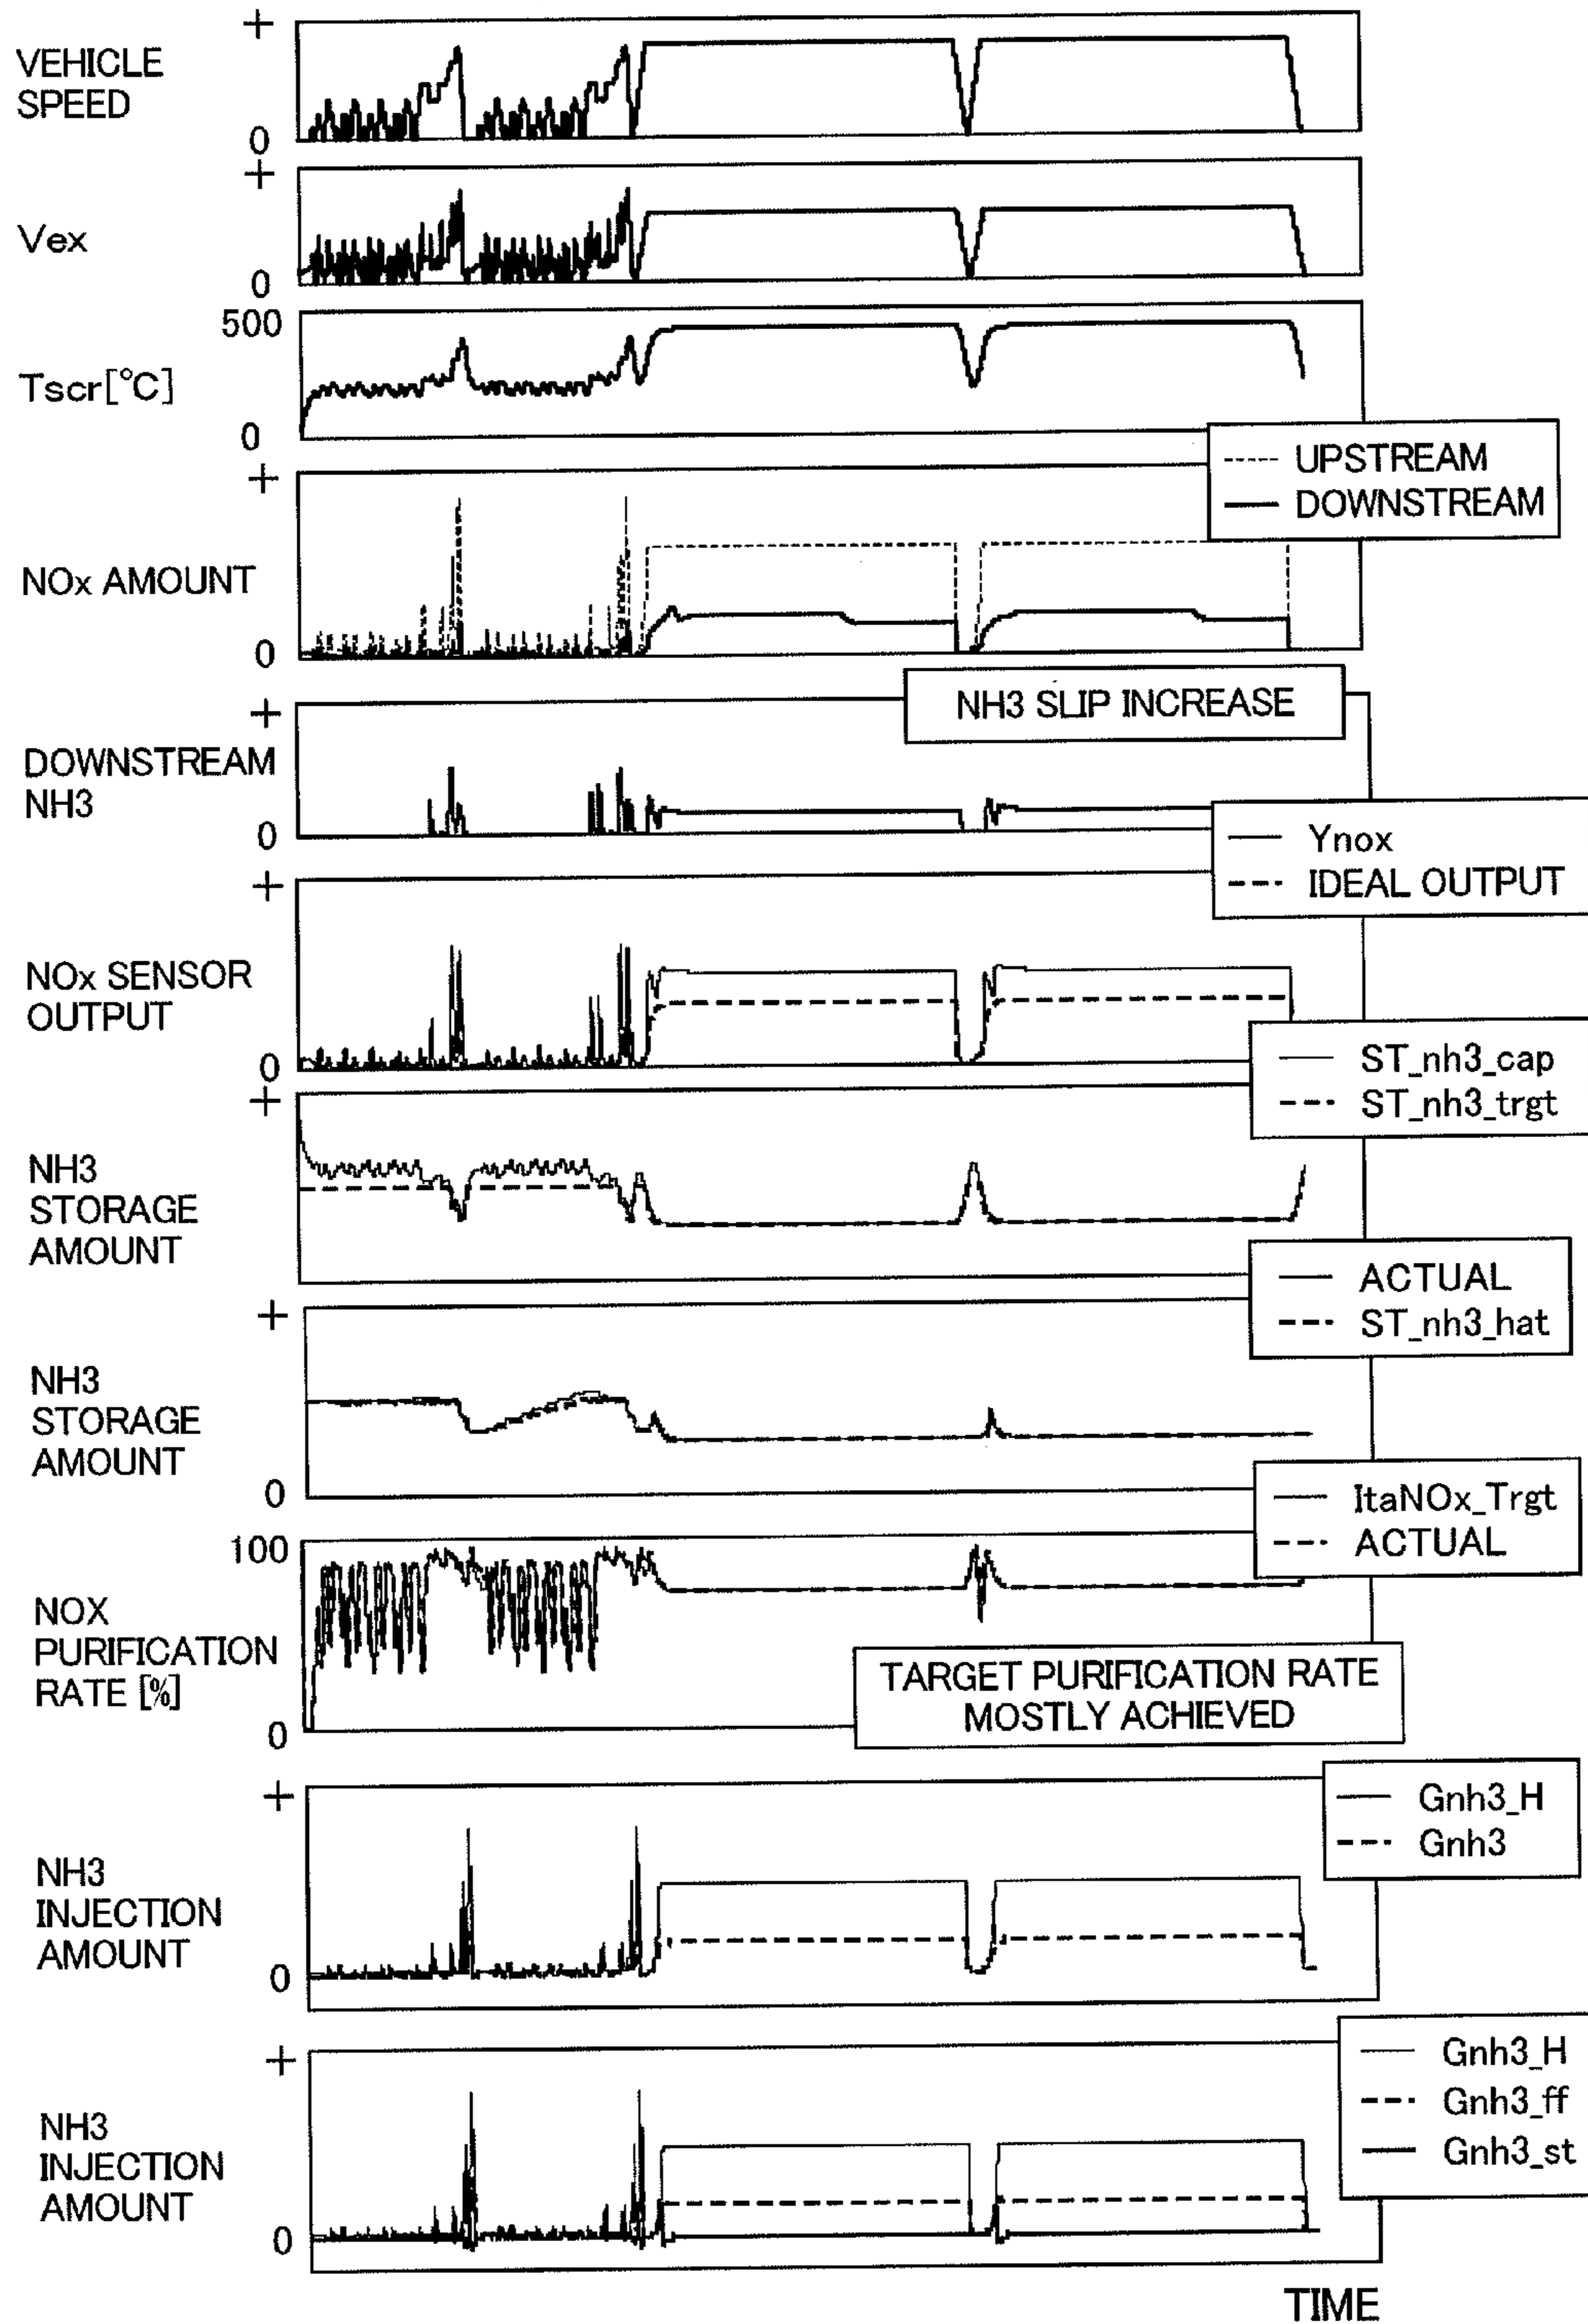 +
VEHICLE
SPEED
0
+
Vex
0
500
Tscr[°C]
0
UPSTREAM
DOWNSTREAM
+
NOx AMOUNT
0
NH3 SLIP INCREASE
+
DOWNSTREAM
NH3
0
Ynox
IDEAL OUTPUT
+
NOx SENSOR
OUTPUT
0
ST_nh3_cap
ST_nh3_trgt
+
NH3
STORAGE
AMOUNT
ACTUAL
ST_nh3_hat
+
NH3
STORAGE
AMOUNT
0
ItaNOx_Trgt
ACTUAL
100
NOX
PURIFICATION
RATE [%]
0
TARGET PURIFICATION RATE
MOSTLY ACHIEVED
Gnh3_H
Gnh3
+
NH3
INJECTION
AMOUNT
0
Gnh3_H
Gnh3_ff
Gnh3_st
+
NH3
INJECTION
AMOUNT
0
TIME